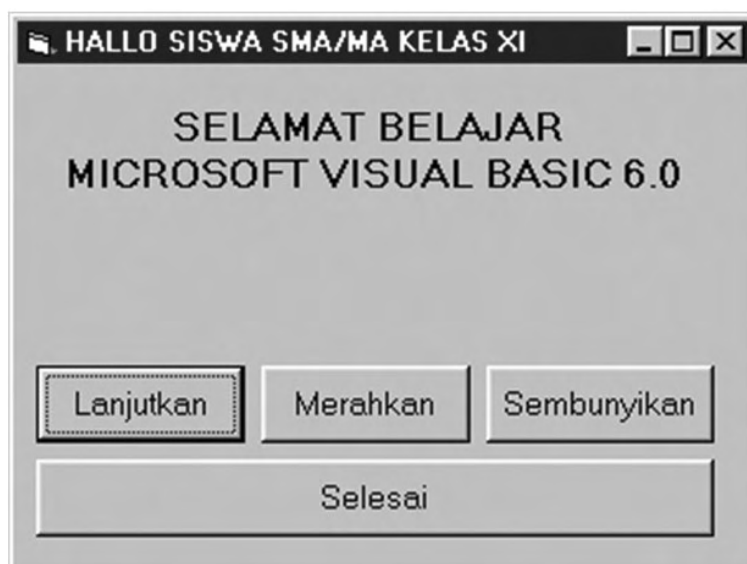 HALLO SISWA SMA/MA KELAS XI
SELAMAT BELAJAR
MICROSOFT VISUAL BASIC 6.0
Lanjutkan Merahkan Sembunyikan
Selesai